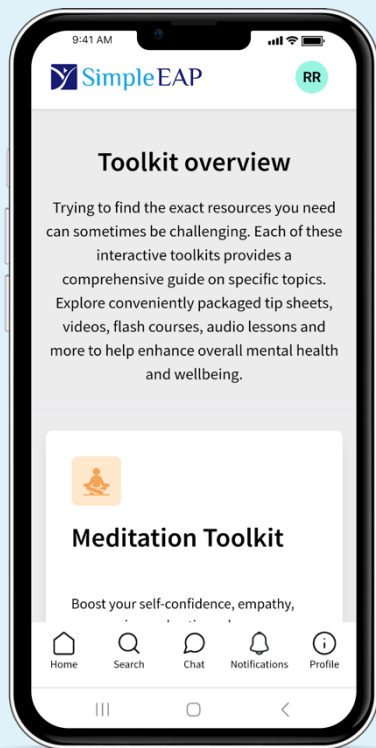 9:41 AM
SimpleEAP
RR
Toolkit overview
Trying to find the exact resources you need
can sometimes be challenging. Each of these
interactive toolkits provides a
comprehensive guide on specific topics.
Explore conveniently packaged tip sheets,
videos, flash courses, audio lessons and
more to help enhance overall mental health
and wellbeing.
Meditation Toolkit
Boost your self-confidence, empathy,
Home Search Chat Notifications Profile